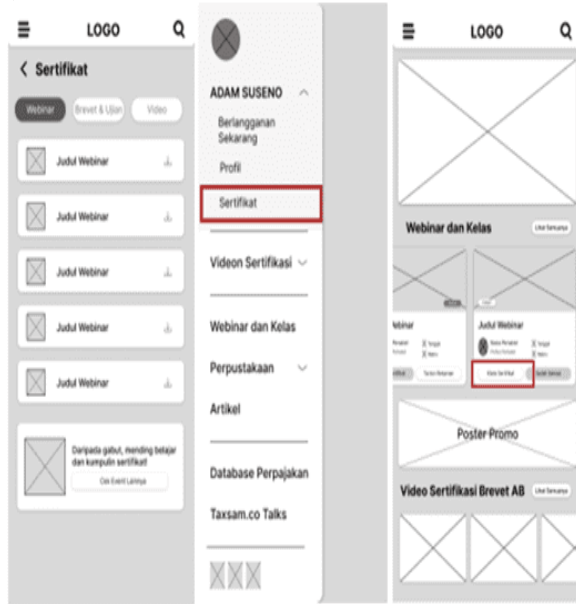 LOGO
Sertifikat
Webinar
Brevet & Ujian
Video
Judul Webinar
Judul Webinar
Judul Webinar
Judul Webinar
Judul Webinar
Daripada gabut, mending belajar
dan kumpulin sertifikat!
Cek Event Lainnya
ADAM SUSENO
Berlangganan
Sekarang
Profil
Sertifikat
Videon Sertifikasi
Webinar dan Kelas
Perpustakaan
Artikel
Database Perpajakan
Taxsam.co Talks
LOGO
Webinar dan Kelas
Lihat Semuanya
Judul Webinar
Poster Promo
Video Sertifikasi Brevet AB
Lihat Semuanya